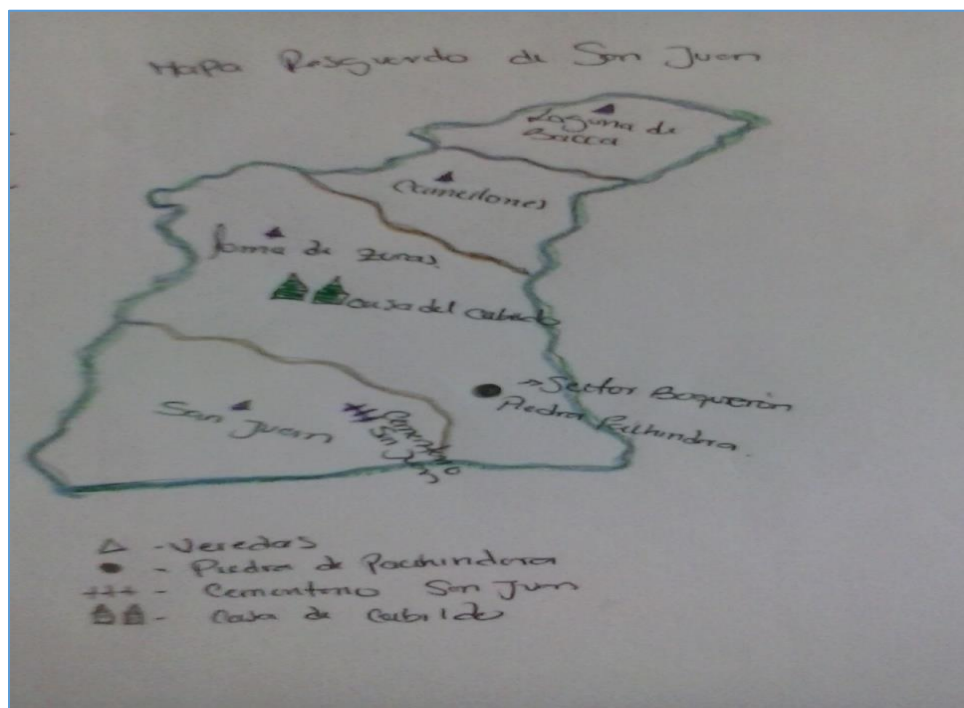 Mapa Resguardo de San Juan
Laguna de
Bacca
Camellones
Loma de zuras
casa del cabildo
San Juan
Cementerio
San Juan
Sector Boquerón
Piedra Pachindora
- Veredas
- Piedra de Pachindora
- Cementerio San Juan
- Casa de Cabildo